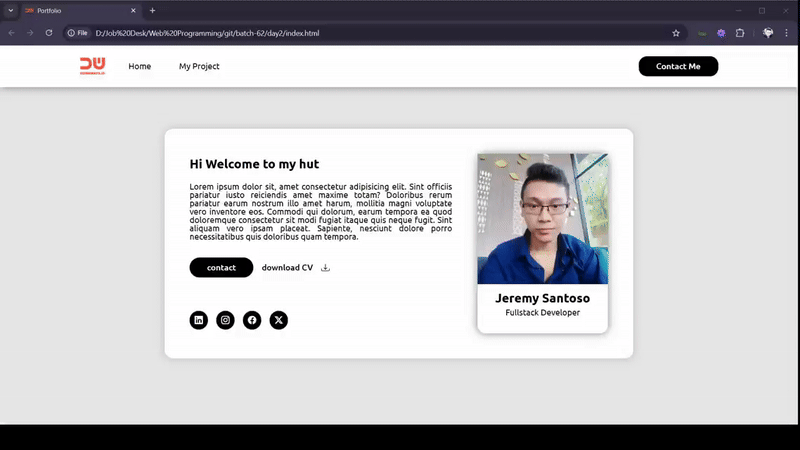 Portfolio
File
D:/Job%20Desk/Web%20Programming/git/batch-62/day2/index.html
Home
My Project
Contact Me
Hi Welcome to my hut
Lorem ipsum dolor sit, amet consectetur adipisicing elit. Sint officiis
pariatur iusto reiciendis amet maxime totam? Doloribus rerum
pariatur earum nostrum illo amet harum, mollitia magni voluptate
vero inventore eos. Commodi qui dolorum, earum tempora ea quod
doloremque consectetur sit modi fugiat itaque quis neque fugit. Sint
aliquam vero ipsam placeat. Sapiente, nesciunt dolore porro
necessitatibus quis doloribus quam tempora.
contact
download CV
Jeremy Santoso
Fullstack Developer